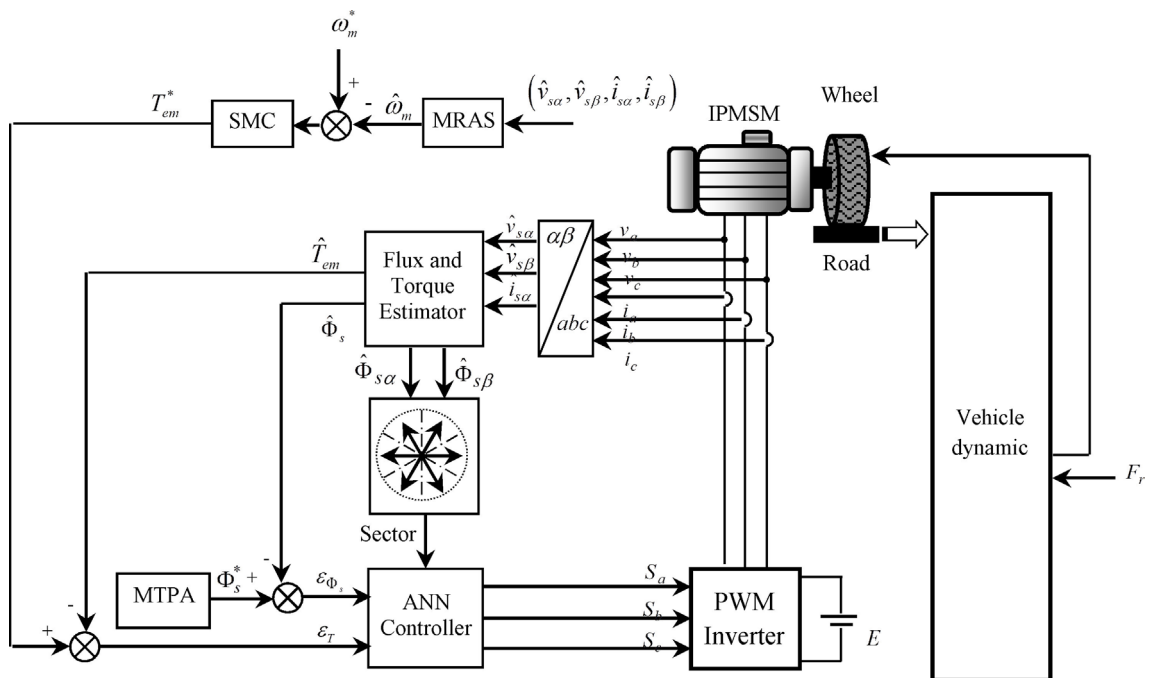 ω*m
T*em
+
-
ω̂m
SMC
MRAS
(v̂sα, v̂sβ, îsα, îsβ)
IPMSM
Wheel
Road
T̂em
Φ̂s
Flux and
Torque
Estimator
v̂sα
v̂sβ
îsα
αβ
abc
va
vb
vc
ia
ib
ic
Φ̂sα
Φ̂sβ
Vehicle
dynamic
Fr
Sector
-
MTPA
Φ*s
+
εΦs
ANN
Controller
Sa
Sb
Sc
PWM
Inverter
E
-
+
εT